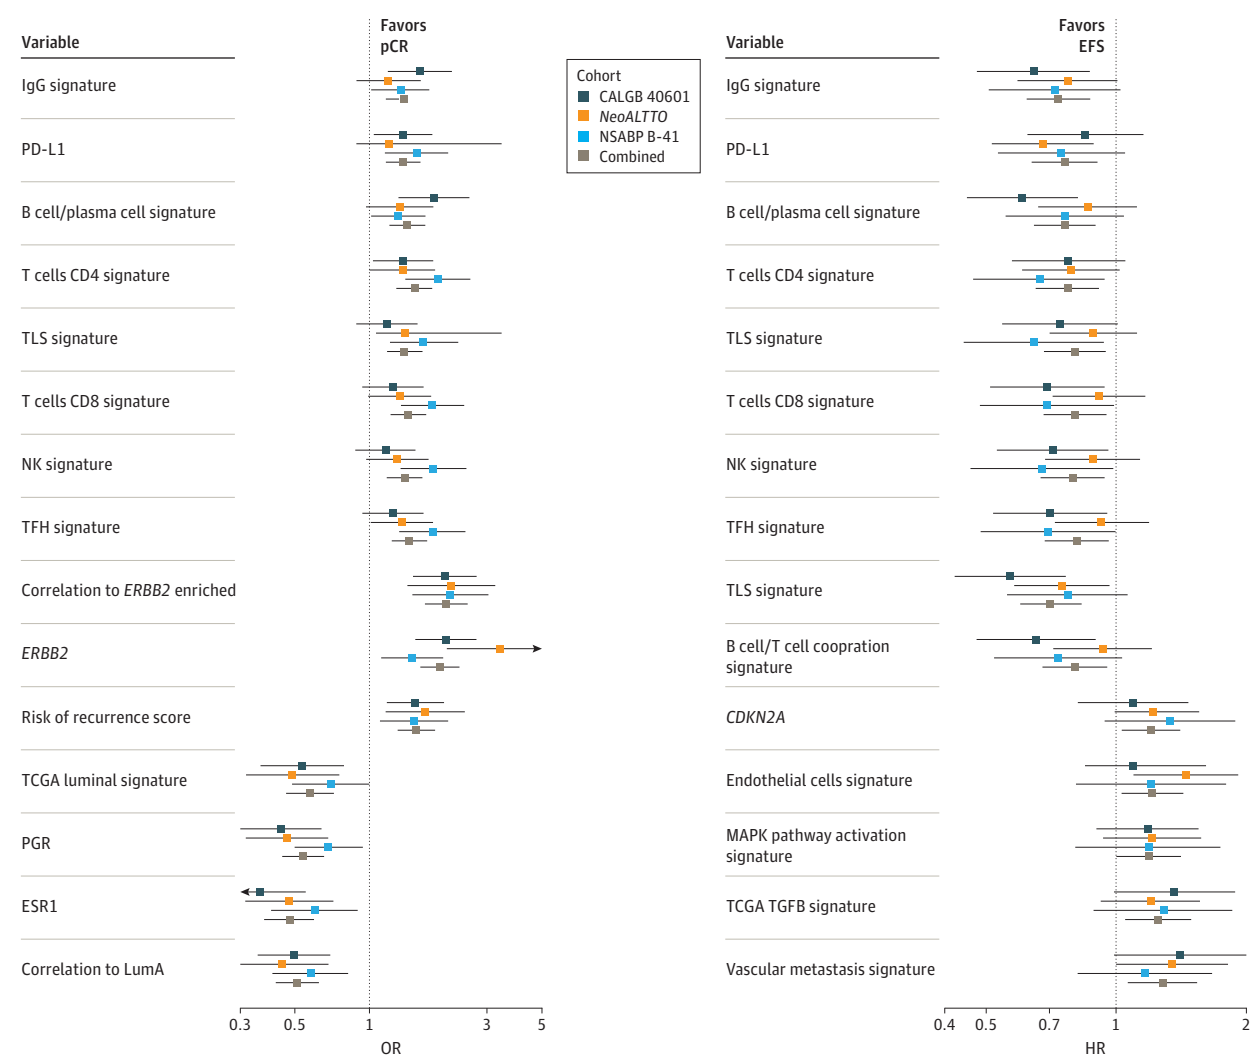 Variable
Favors
pCR
IgG signature
PD-L1
B cell/plasma cell signature
T cells CD4 signature
TLS signature
T cells CD8 signature
NK signature
TFH signature
Correlation to ERBB2 enriched
ERBB2
Risk of recurrence score
TCGA luminal signature
PGR
ESR1
Correlation to LumA
0.3 0.5 1 3 5
OR
Cohort
CALGB 40601
NeoALTTO
NSABP B-41
Combined
Variable
Favors
EFS
IgG signature
PD-L1
B cell/plasma cell signature
T cells CD4 signature
TLS signature
T cells CD8 signature
NK signature
TFH signature
TLS signature
B cell/T cell coopration
signature
CDKN2A
Endothelial cells signature
MAPK pathway activation
signature
TCGA TGFB signature
Vascular metastasis signature
0.4 0.5 0.7 1 2
HR